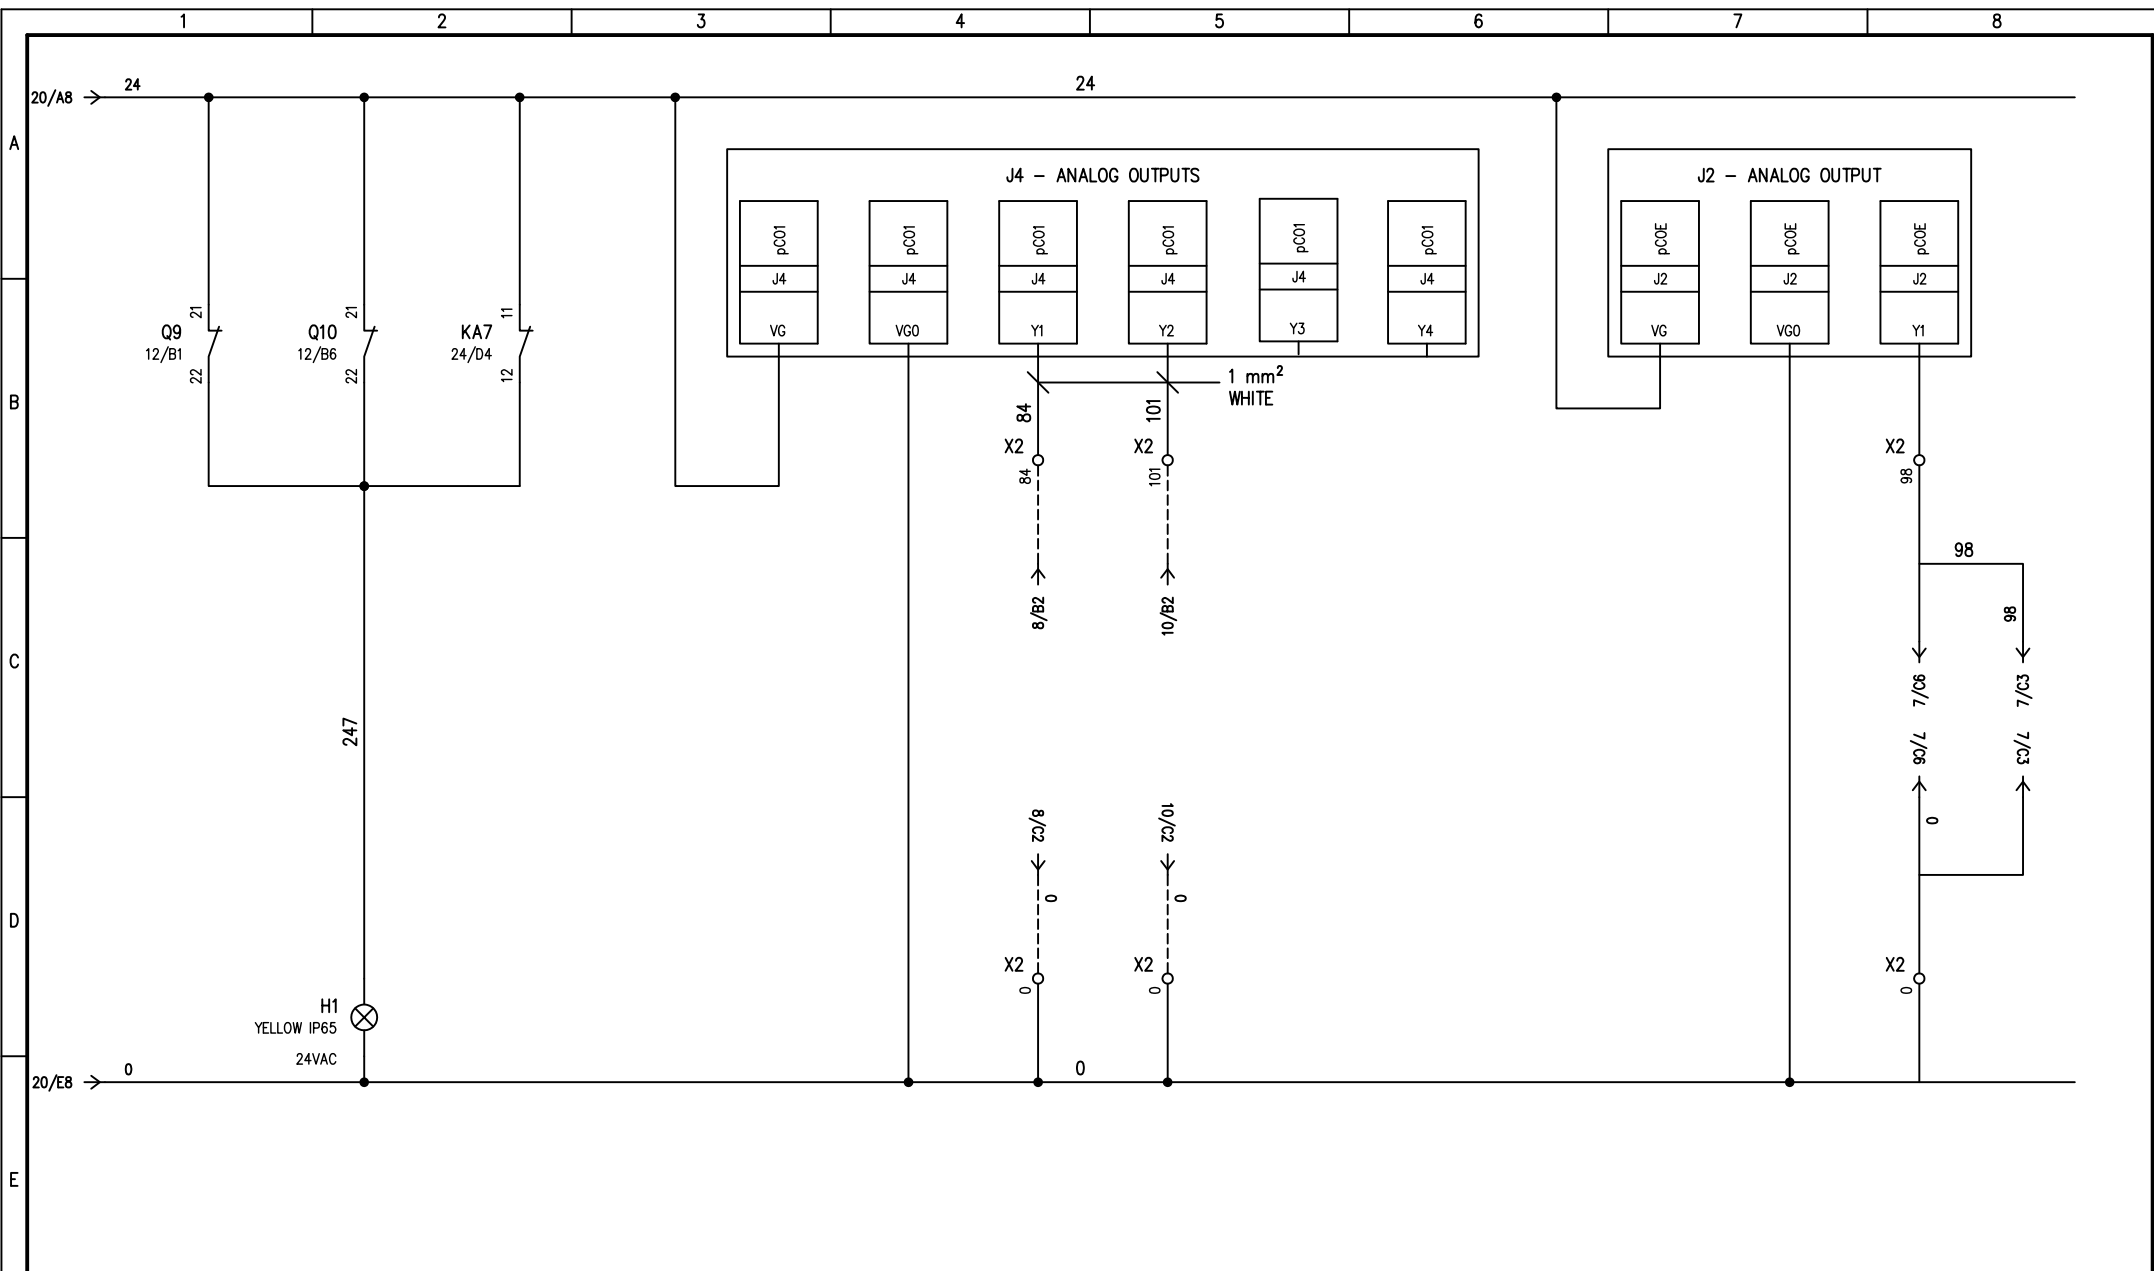 1 2 3 4 5 6 7 8
24 24
20/A8
A
J4 - ANALOG OUTPUTS J2 - ANALOG OUTPUT
pCO1 pCO1 pCO1 pCO1 pCO1 pCO1 pCOE pCOE pCOE
J4 J4 J4 J4 J4 J4 J2 J2 J2
VG VG0 Y1 Y2 Y3 Y4 VG VG0 Y1
21 21 11
Q9 Q10 KA7
12/B1 12/B6 24/D4
22 22 12
1 mm²
WHITE
B
84 101
X2 X2 X2
84 101 98
98
98
8/B2 10/B2
C
7/C6 7/C3
247
7/C6 7/C3
8/C2 10/C2
0
0 0
D
X2 X2 X2
0 0 0
H1
YELLOW IP65
24VAC
0 0
20/E8
E